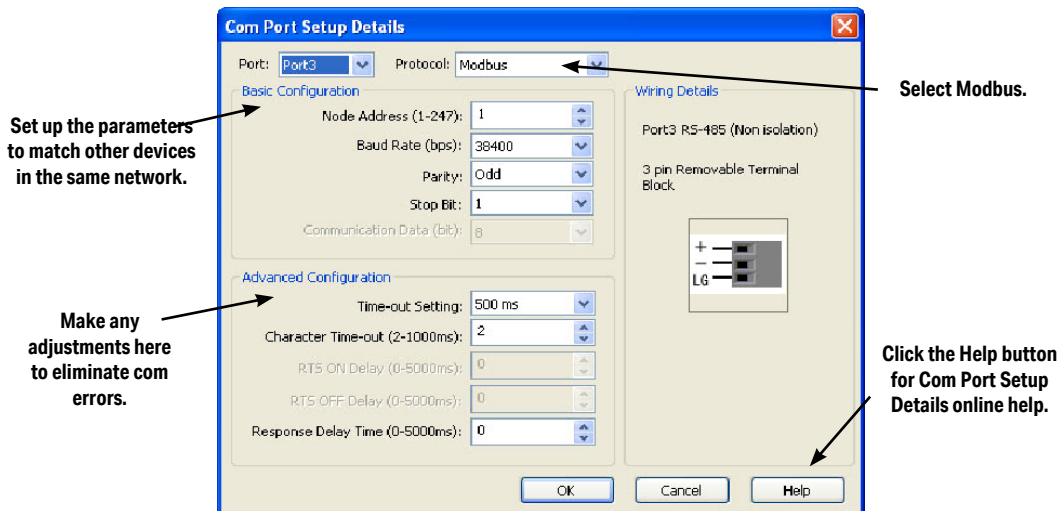 Com Port Setup Details
Port: Port3 Protocol: Modbus
Select Modbus.
Basic Configuration
Node Address (1-247): 1
Baud Rate (bps): 38400
Parity: Odd
Stop Bit: 1
Communication Data (bit): 8
Set up the parameters
to match other devices
in the same network.
Wiring Details
Port3 RS-485 (Non isolation)
3 pin Removable Terminal
Block
+
−
LG
Advanced Configuration
Time-out Setting: 500 ms
Character Time-out (2-1000ms): 2
RTS ON Delay (0-5000ms): 0
RTS OFF Delay (0-5000ms): 0
Response Delay Time (0-5000ms): 0
Make any
adjustments here
to eliminate com
errors.
Click the Help button
for Com Port Setup
Details online help.
OK Cancel Help